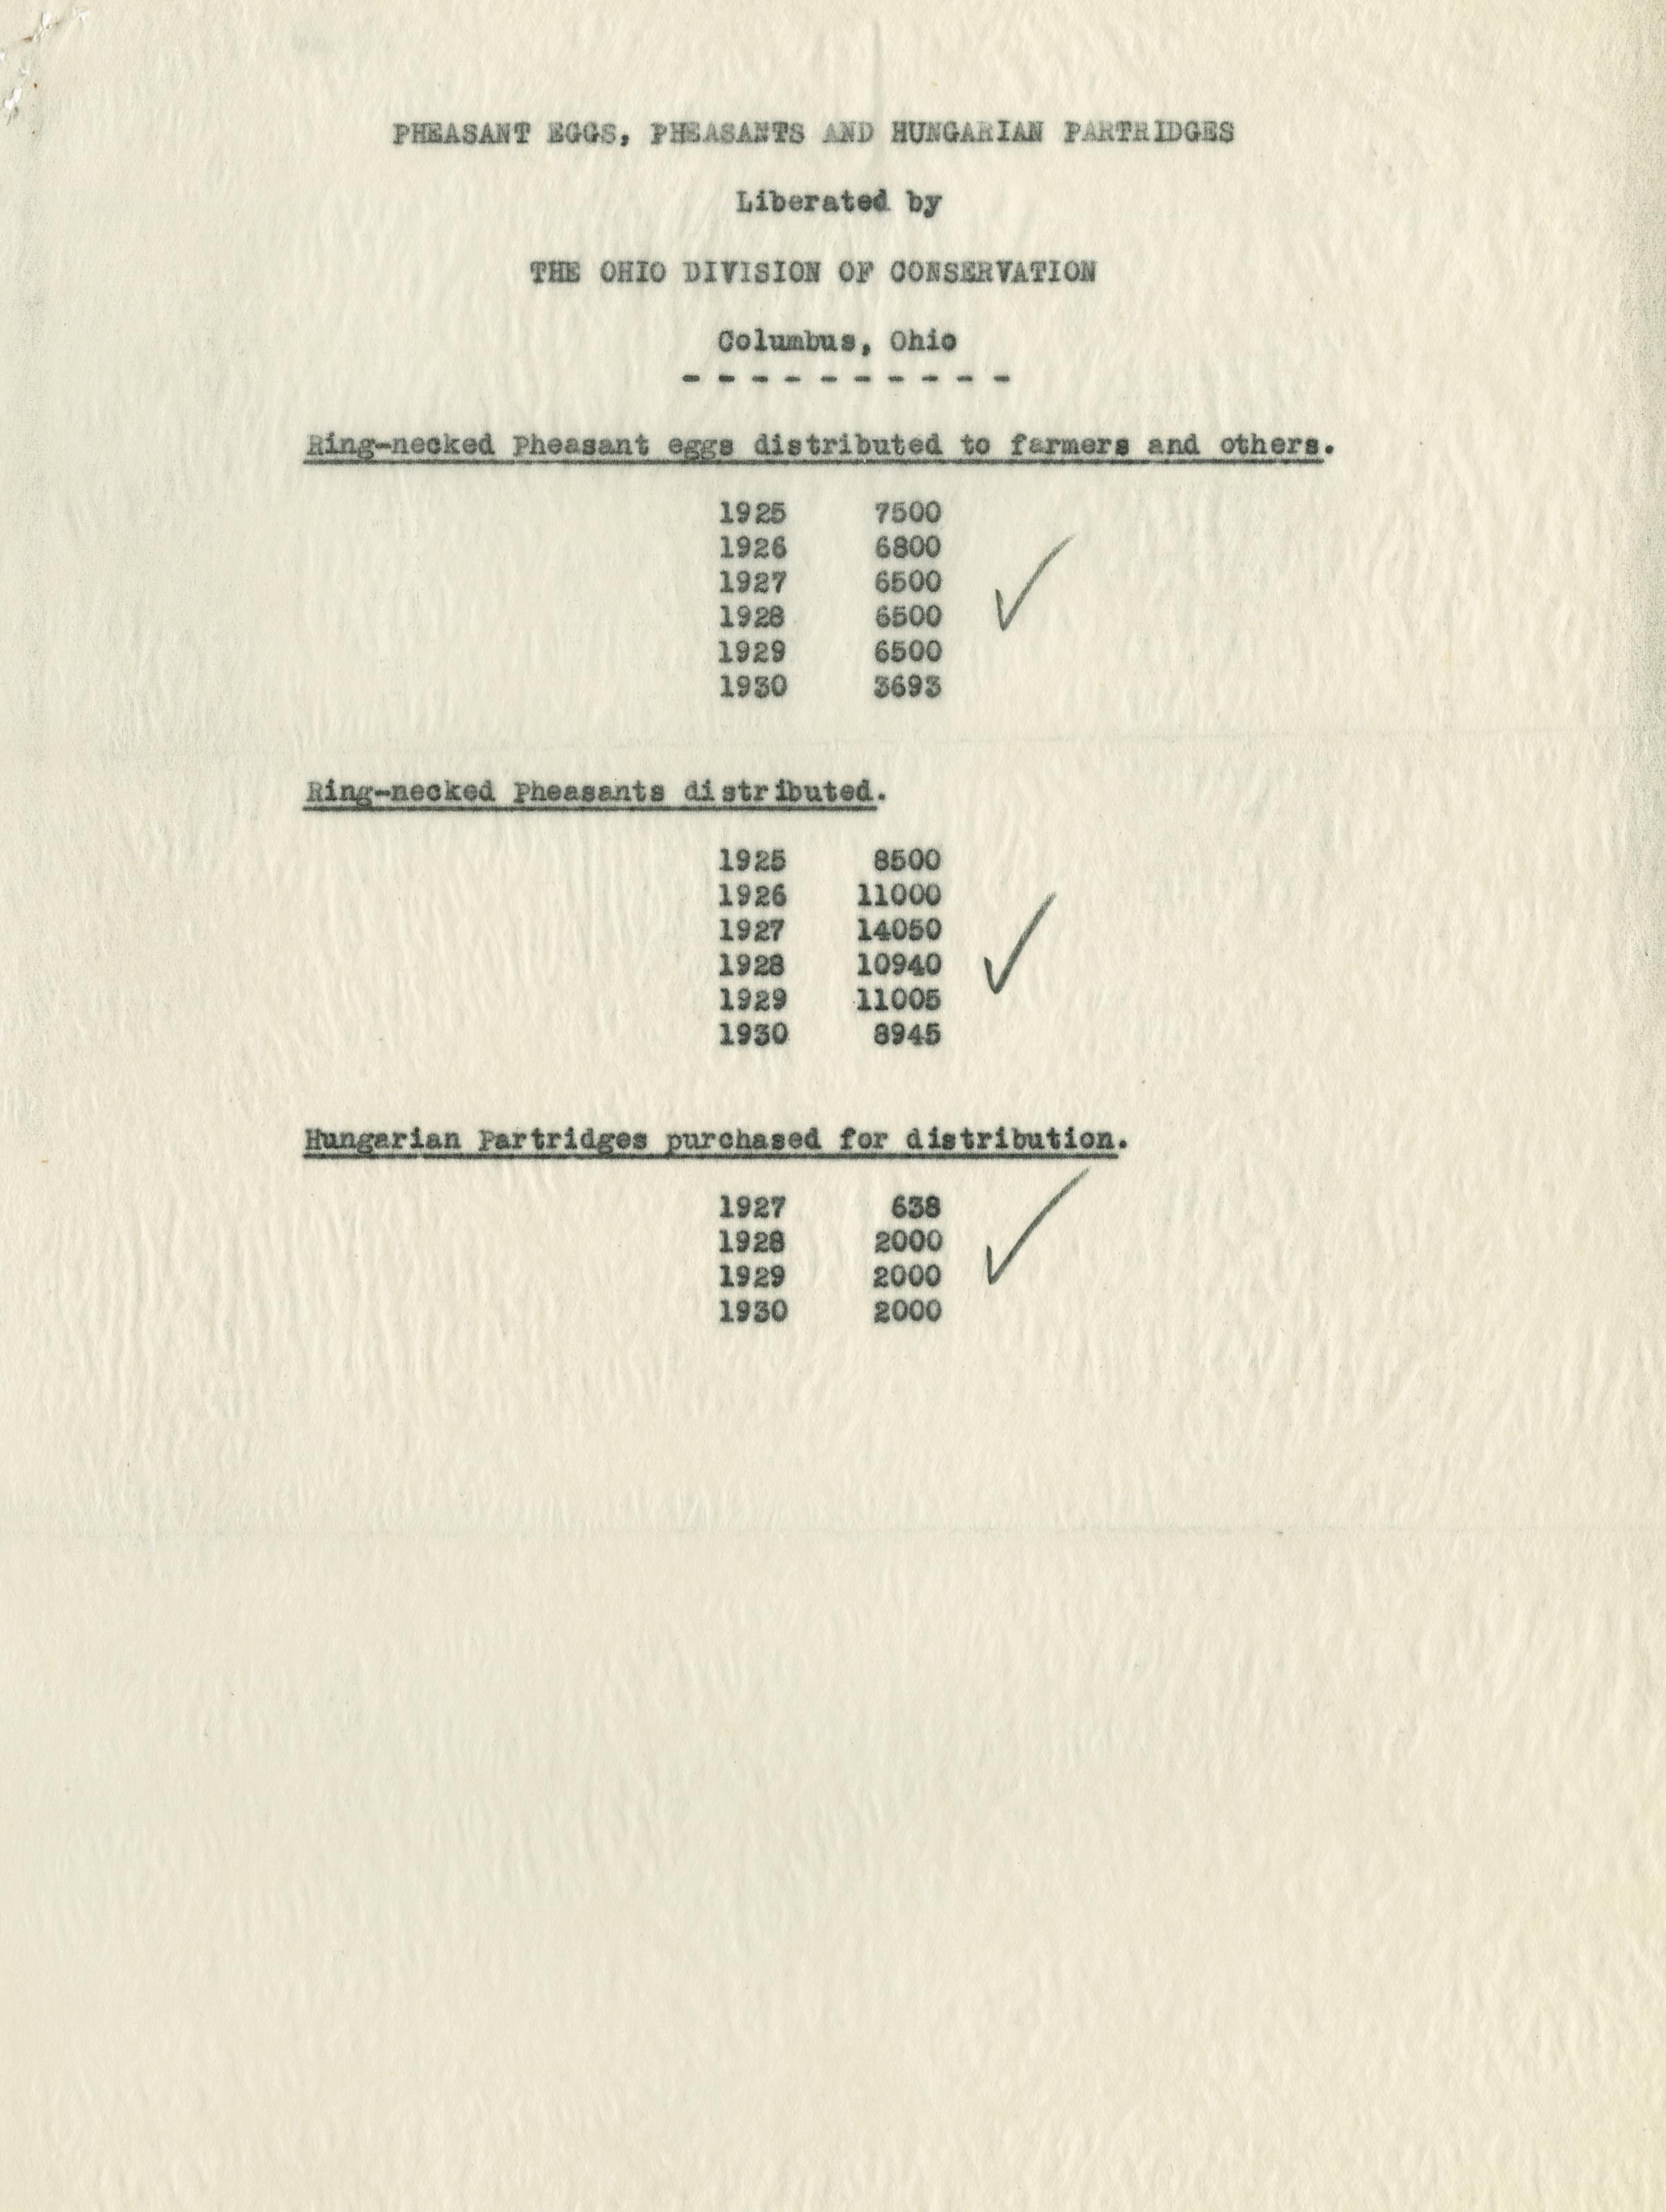 PHEASANT EGGS, PHEASANTS AND HUNGARIAN PARTRIDGES
Liberated by
THE OHIO DIVISION OF CONSERVATION
Columbus, Ohio
- - - - - - - - - -
Ring-necked Pheasant eggs distributed to farmers and others.
1925 7500
1926 6800
1927 6500
1928 6500
1929 6500
1930 3693
Ring-necked Pheasants distributed.
1925 8500
1926 11000
1927 14050
1928 10940
1929 11005
1930 8945
Hungarian Partridges purchased for distribution.
1927 638
1928 2000
1929 2000
1930 2000